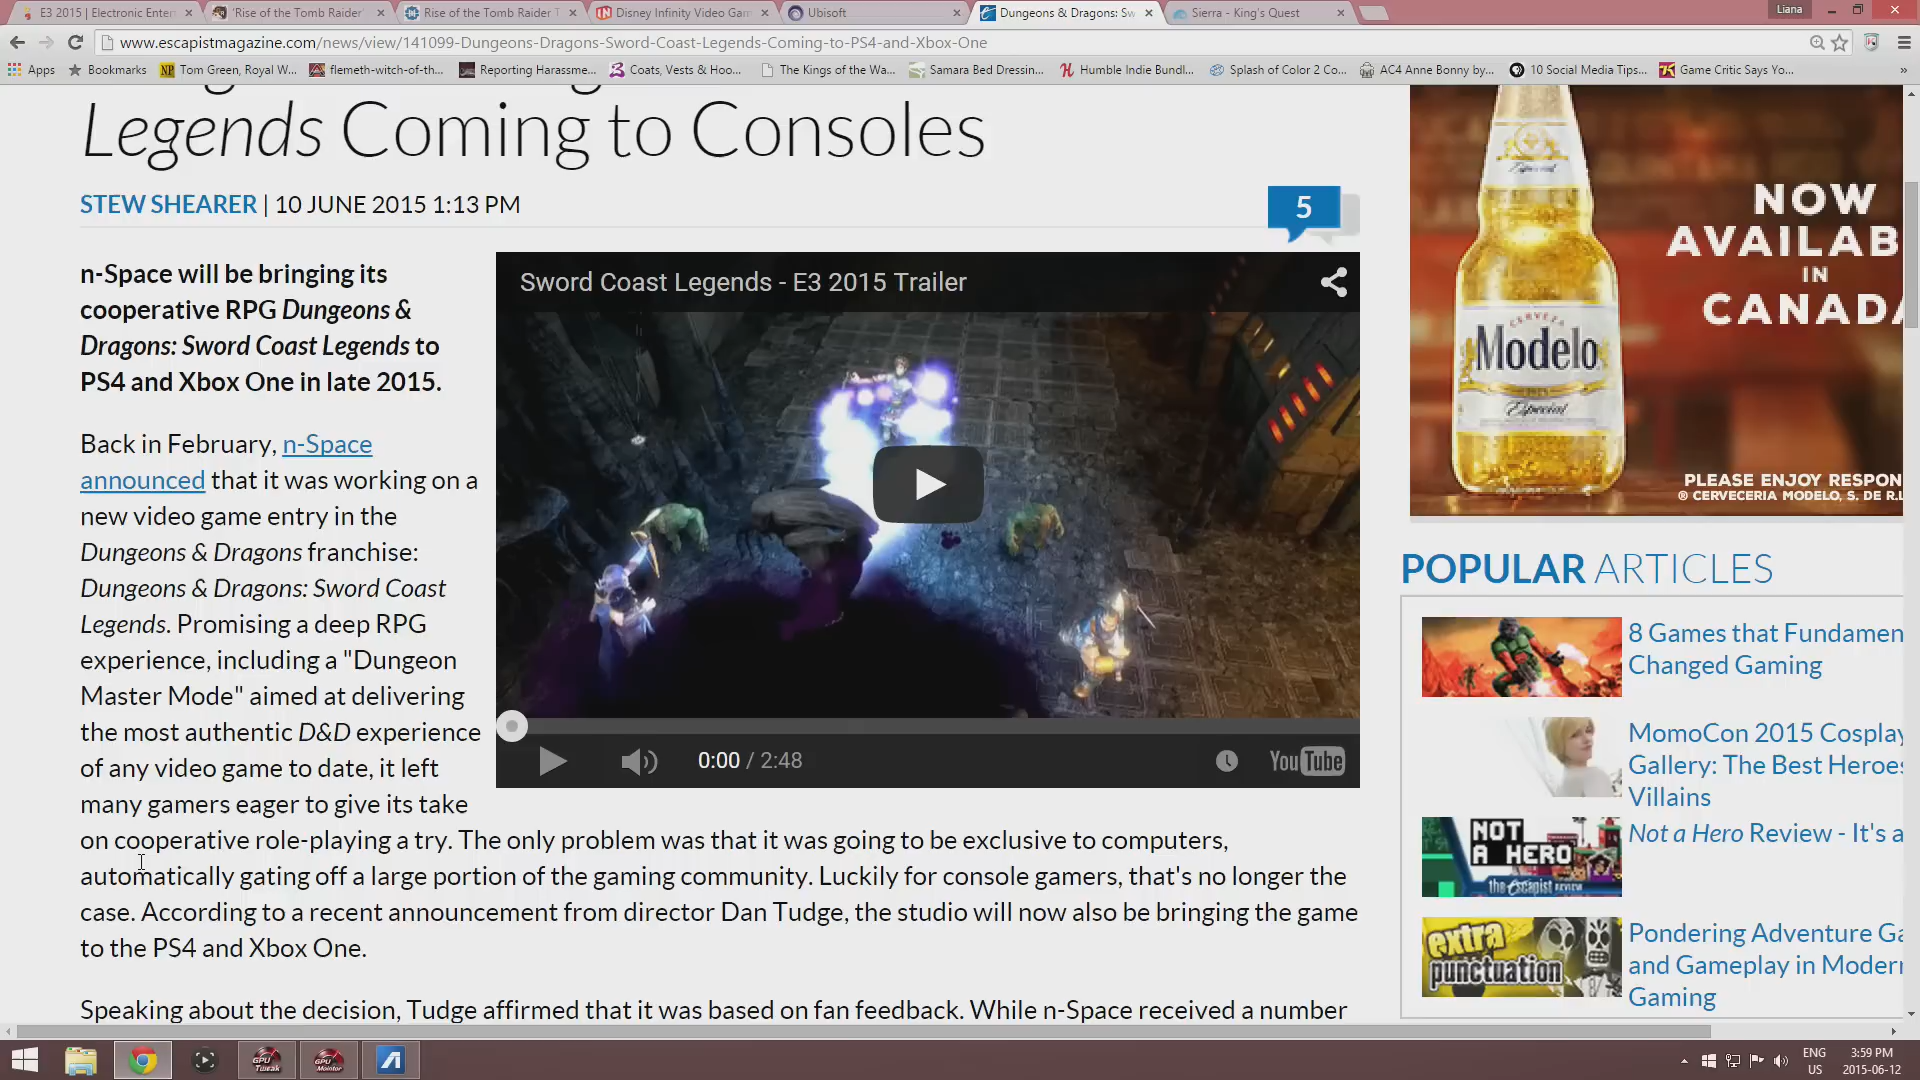 E3 2015 | Electronic Enter
'Rise of the Tomb Raider'
Rise of the Tomb Raider T
Disney Infinity Video Gam
Ubisoft
Dungeons & Dragons: Sw
Sierra - King's Quest
Liana
www.escapistmagazine.com/news/view/141099-Dungeons-Dragons-Sword-Coast-Legends-Coming-to-PS4-and-Xbox-One
Apps
Bookmarks
Tom Green, Royal W...
flemeth-witch-of-th...
Reporting Harassme...
Coats, Vests & Hoo...
The Kings of the Wa...
Samara Bed Dressin...
Humble Indie Bundl...
Splash of Color 2 Co...
AC4 Anne Bonny by...
10 Social Media Tips...
Game Critic Says Yo...
Legends Coming to Consoles
STEW SHEARER | 10 JUNE 2015 1:13 PM
5
n-Space will be bringing its
cooperative RPG Dungeons &
Dragons: Sword Coast Legends to
PS4 and Xbox One in late 2015.
Back in February, n-Space
announced that it was working on a
new video game entry in the
Dungeons & Dragons franchise:
Dungeons & Dragons: Sword Coast
Legends. Promising a deep RPG
experience, including a "Dungeon
Master Mode" aimed at delivering
the most authentic D&D experience
of any video game to date, it left
many gamers eager to give its take
on cooperative role-playing a try. The only problem was that it was going to be exclusive to computers,
automatically gating off a large portion of the gaming community. Luckily for console gamers, that's no longer the
case. According to a recent announcement from director Dan Tudge, the studio will now also be bringing the game
to the PS4 and Xbox One.
Speaking about the decision, Tudge affirmed that it was based on fan feedback. While n-Space received a number
Sword Coast Legends - E3 2015 Trailer
0:00 / 2:48
YouTube
NOW
AVAILAB
IN
CANADA
CERVEZA
Modelo
Especial
PLEASE ENJOY RESPON
® CERVECERIA MODELO, S. DE R.L
POPULAR ARTICLES
8 Games that Fundamen
Changed Gaming
MomoCon 2015 Cosplay
Gallery: The Best Heroes
Villains
NOT
A HERO
the Escapist REVIEW
Not a Hero Review - It's a
extra
punctuation
Pondering Adventure Ga
and Gameplay in Modern
Gaming
GPU
Tweak
GPU
Monitor
ENG
US
3:59 PM
2015-06-12